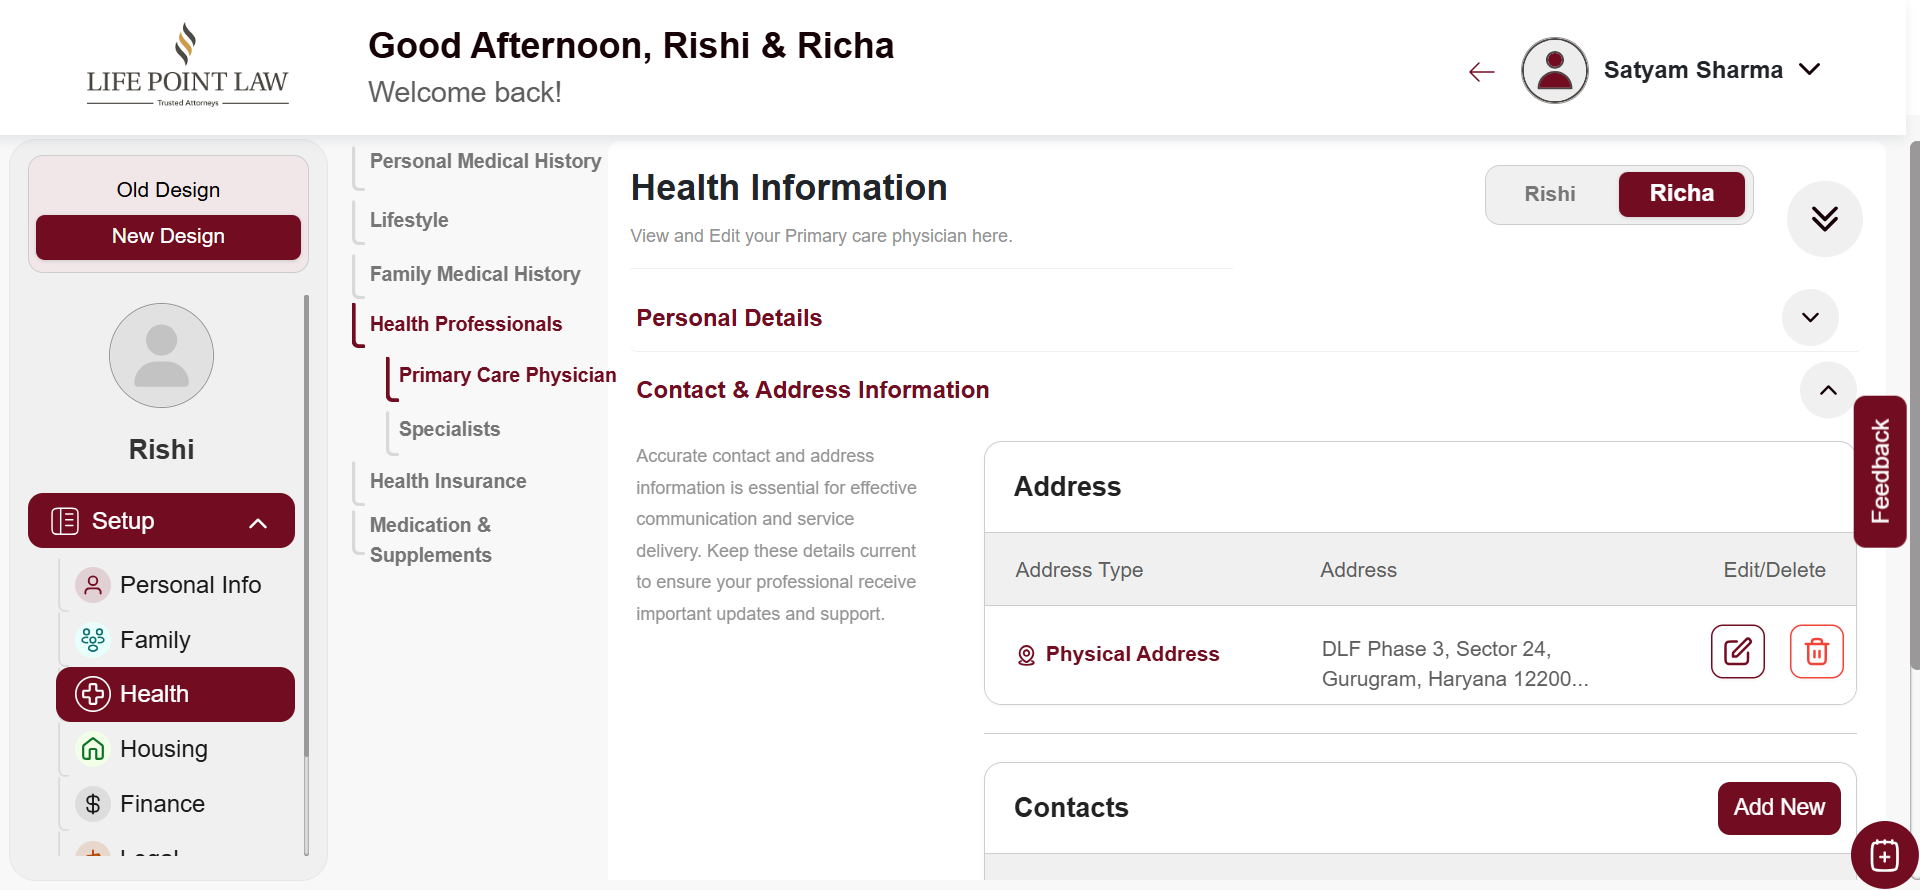 LIFE POINT LAW
Trusted Attorneys
Good Afternoon, Rishi & Richa
Welcome back!
Satyam Sharma
Old Design
New Design
Rishi
Setup
Personal Info
Family
Health
Housing
Finance
Personal Medical History
Lifestyle
Family Medical History
Health Professionals
Primary Care Physician
Specialists
Health Insurance
Medication &
Supplements
Health Information
View and Edit your Primary care physician here.
Rishi
Richa
Personal Details
Contact & Address Information
Accurate contact and address
information is essential for effective
communication and service
delivery. Keep these details current
to ensure your professional receive
important updates and support.
Address
Address Type
Address
Edit/Delete
Physical Address
DLF Phase 3, Sector 24,
Gurugram, Haryana 12200...
Contacts
Add New
Feedback